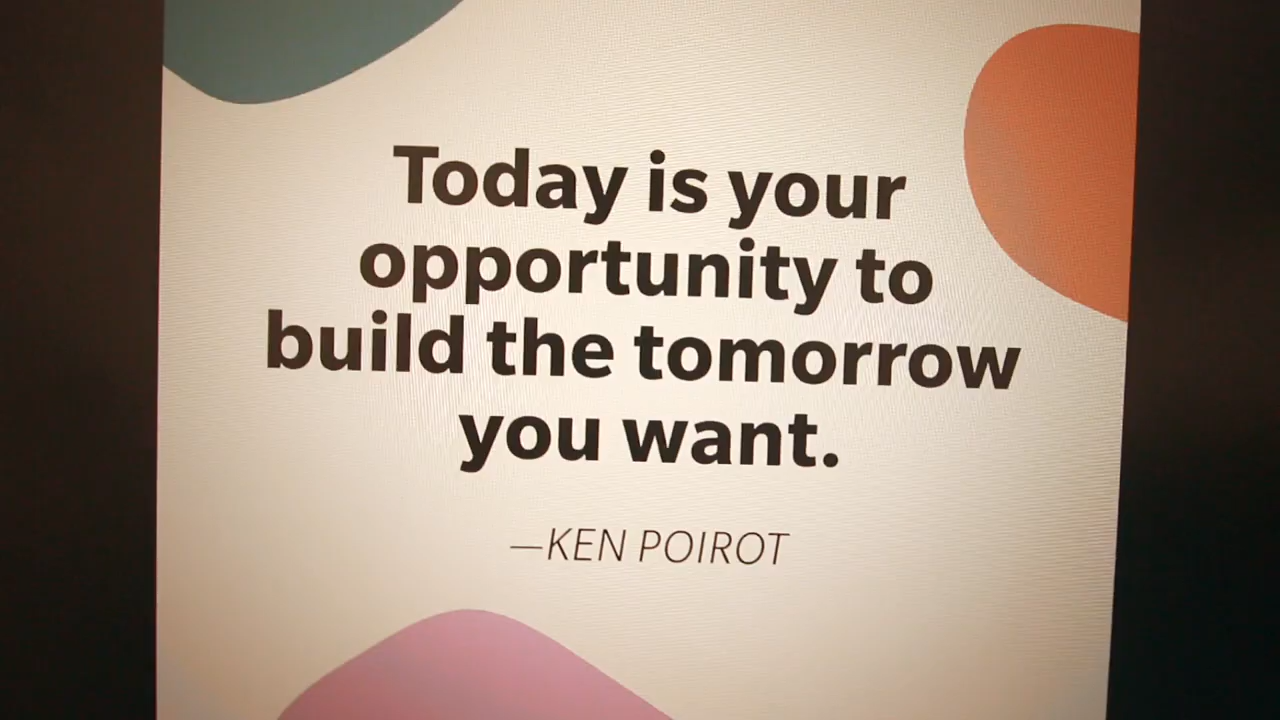 Today is your
opportunity to
build the tomorrow
you want.
—KEN POIROT